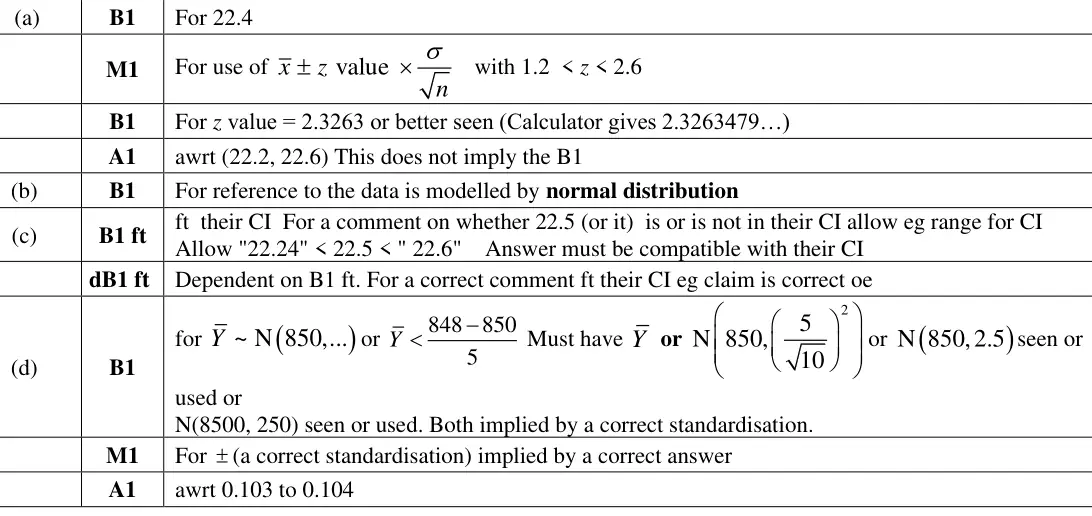 (a) B1 For 22.4
M1 For use of x̄ ± z value × σ/√n with 1.2 < z < 2.6
B1 For z value = 2.3263 or better seen (Calculator gives 2.3263479…)
A1 awrt (22.2, 22.6) This does not imply the B1
(b) B1 For reference to the data is modelled by normal distribution
(c) B1 ft ft their CI For a comment on whether 22.5 (or it) is or is not in their CI allow eg range for CI
Allow "22.24" < 22.5 < " 22.6" Answer must be compatible with their CI
dB1 ft Dependent on B1 ft. For a correct comment ft their CI eg claim is correct oe
(d) B1 for Ȳ ~ N(850,...) or Ȳ < (848 − 850)/5 Must have Ȳ or N(850, (5/√10)²) or N(850, 2.5) seen or
used or
N(8500, 250) seen or used. Both implied by a correct standardisation.
M1 For ± (a correct standardisation) implied by a correct answer
A1 awrt 0.103 to 0.104